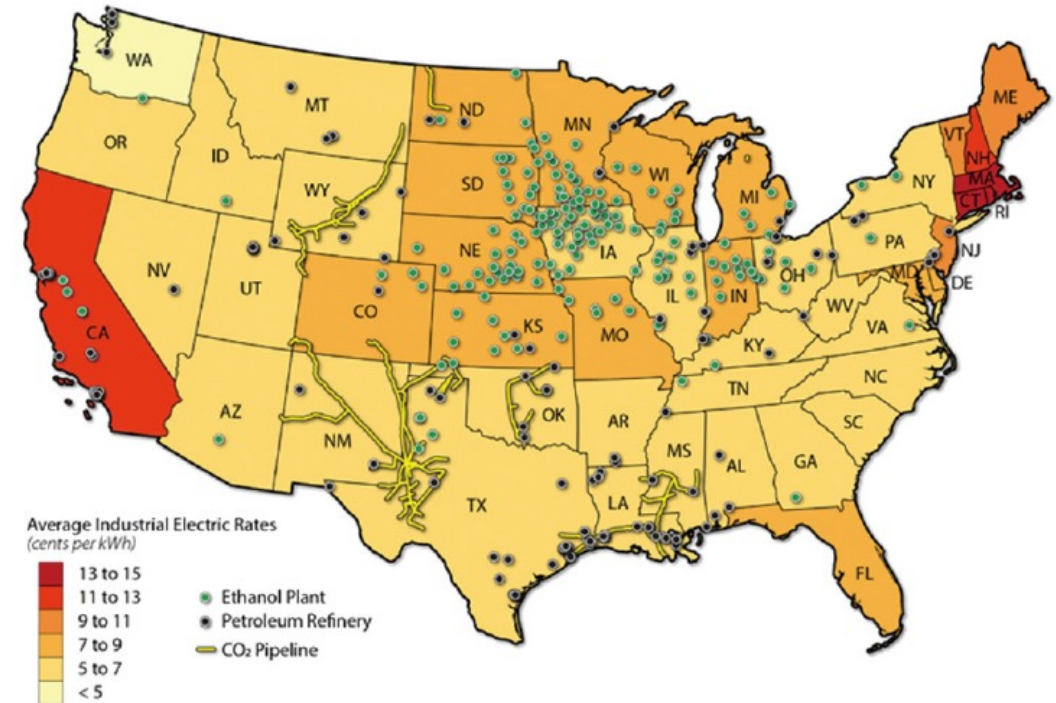 WA
MT
ND
MN
ME
VT
NH
OR
ID
SD
WI
MI
NY
MA
CT
RI
WY
NE
IA
PA
NJ
NV
UT
CO
IL
IN
OH
MD
DE
CA
KS
MO
WV
VA
KY
AZ
NM
OK
AR
TN
NC
SC
TX
LA
MS
AL
GA
FL
Average Industrial Electric Rates
(cents per kWh)
13 to 15
11 to 13
9 to 11
7 to 9
5 to 7
< 5
Ethanol Plant
Petroleum Refinery
CO₂ Pipeline